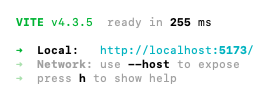 VITE v4.3.5 ready in 255 ms
➜ Local: http://localhost:5173/
➜ Network: use --host to expose
➜ press h to show help